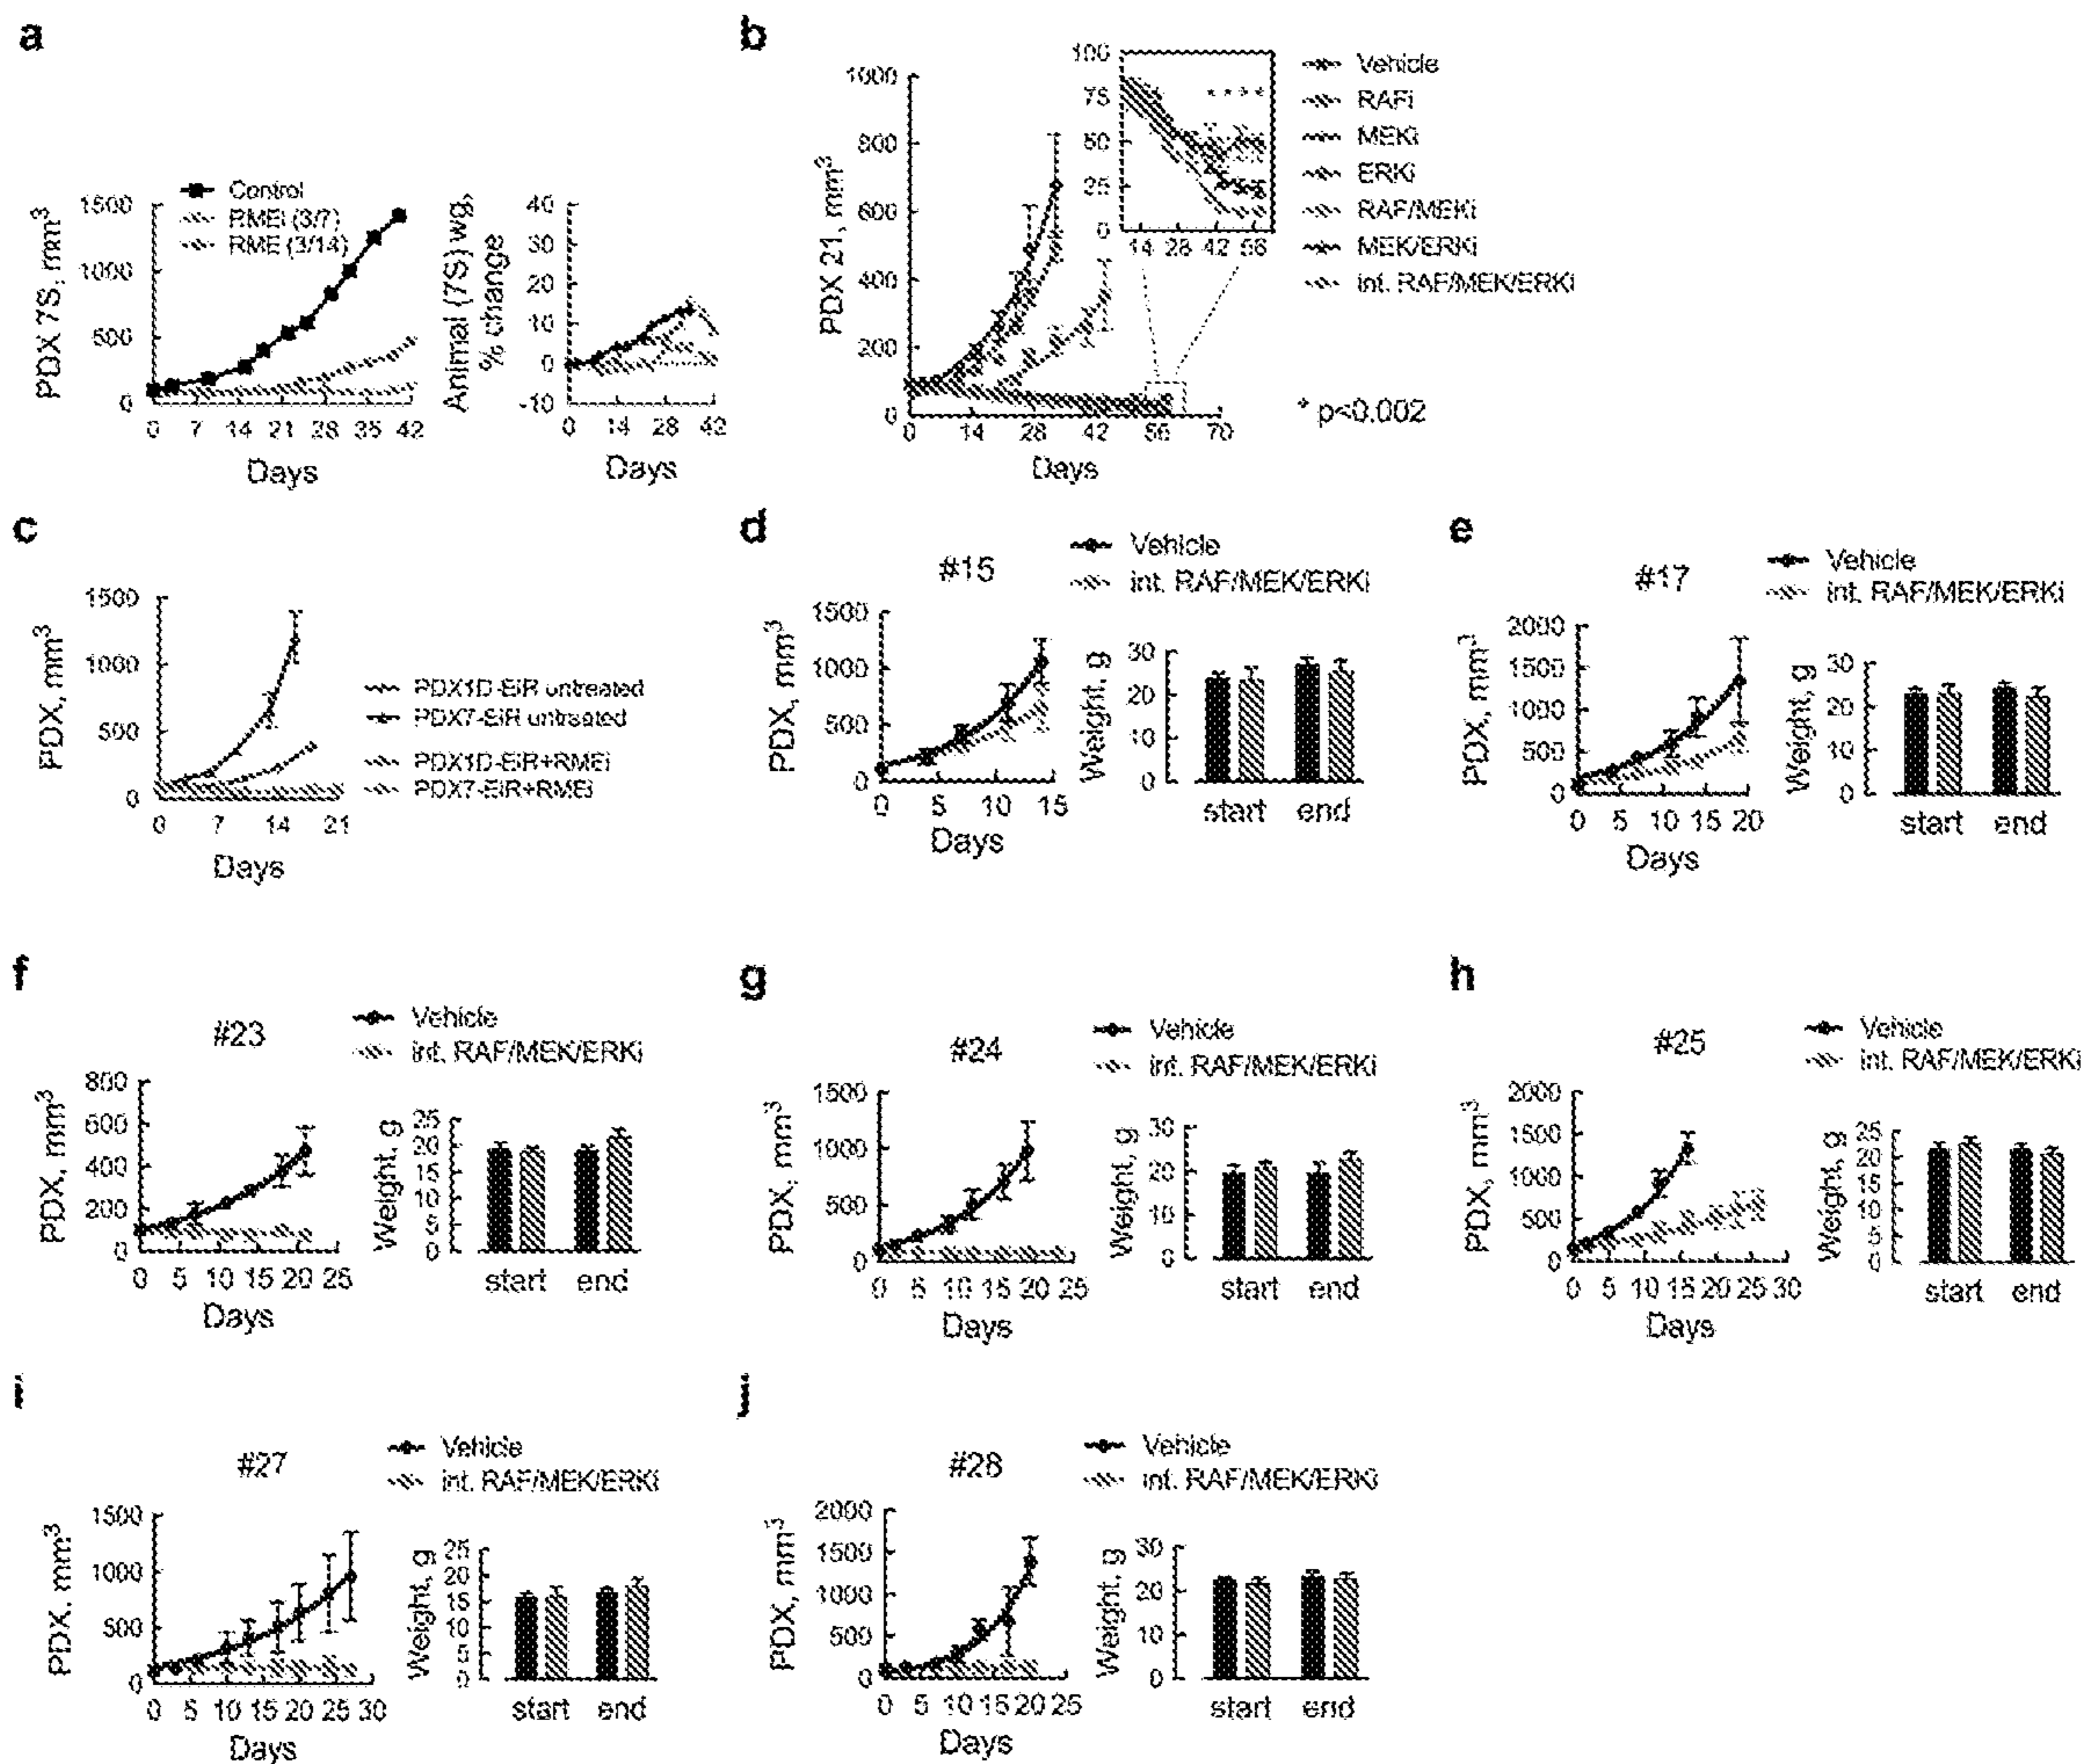 a
Control
RMEi (3/7)
RME (3/14)
PDX 7S, mm³
1500
1000
500
0
0 7 14 21 28 35 42
Days
Animal (7S) wg,
% change
40
30
20
10
0
-10
0 14 28 42
Days
b
PDX 21, mm³
1000
800
600
400
200
0
0 14 28 42 56 70
Days
100
75
50
25
0
14 28 42 56
* * * *
Vehicle
RAFi
MEKi
ERKi
RAF/MEKi
MEK/ERKi
int. RAF/MEK/ERKi
* p<0.002
c
PDX, mm³
1500
1000
500
0
0 7 14 21
Days
PDX1D-EiR untreated
PDX7-EiR untreated
PDX1D-EiR+RMEi
PDX7-EiR+RMEi
d
#15
Vehicle
int. RAF/MEK/ERKi
PDX, mm³
1500
1000
500
0
0 5 10 15
Days
Weight, g
30
20
10
0
start end
e
#17
Vehicle
int. RAF/MEK/ERKi
PDX, mm³
2000
1500
1000
500
0
0 5 10 15 20
Days
Weight, g
30
20
10
0
start end
f
#23
Vehicle
int. RAF/MEK/ERKi
PDX, mm³
800
600
400
200
0
0 5 10 15 20 25
Days
Weight, g
25
20
15
10
5
0
start end
g
#24
Vehicle
int. RAF/MEK/ERKi
PDX, mm³
1500
1000
500
0
0 5 10 15 20 25
Days
Weight, g
30
20
10
0
start end
h
#25
Vehicle
int. RAF/MEK/ERKi
PDX, mm³
2000
1500
1000
500
0
0 5 10 15 20 25 30
Days
Weight, g
25
20
15
10
5
0
start end
i
#27
Vehicle
int. RAF/MEK/ERKi
PDX, mm³
1500
1000
500
0
0 5 10 15 20 25 30
Days
Weight, g
25
20
15
10
5
0
start end
j
#28
Vehicle
int. RAF/MEK/ERKi
PDX, mm³
2000
1500
1000
500
0
0 5 10 15 20 25
Days
Weight, g
30
20
10
0
start end